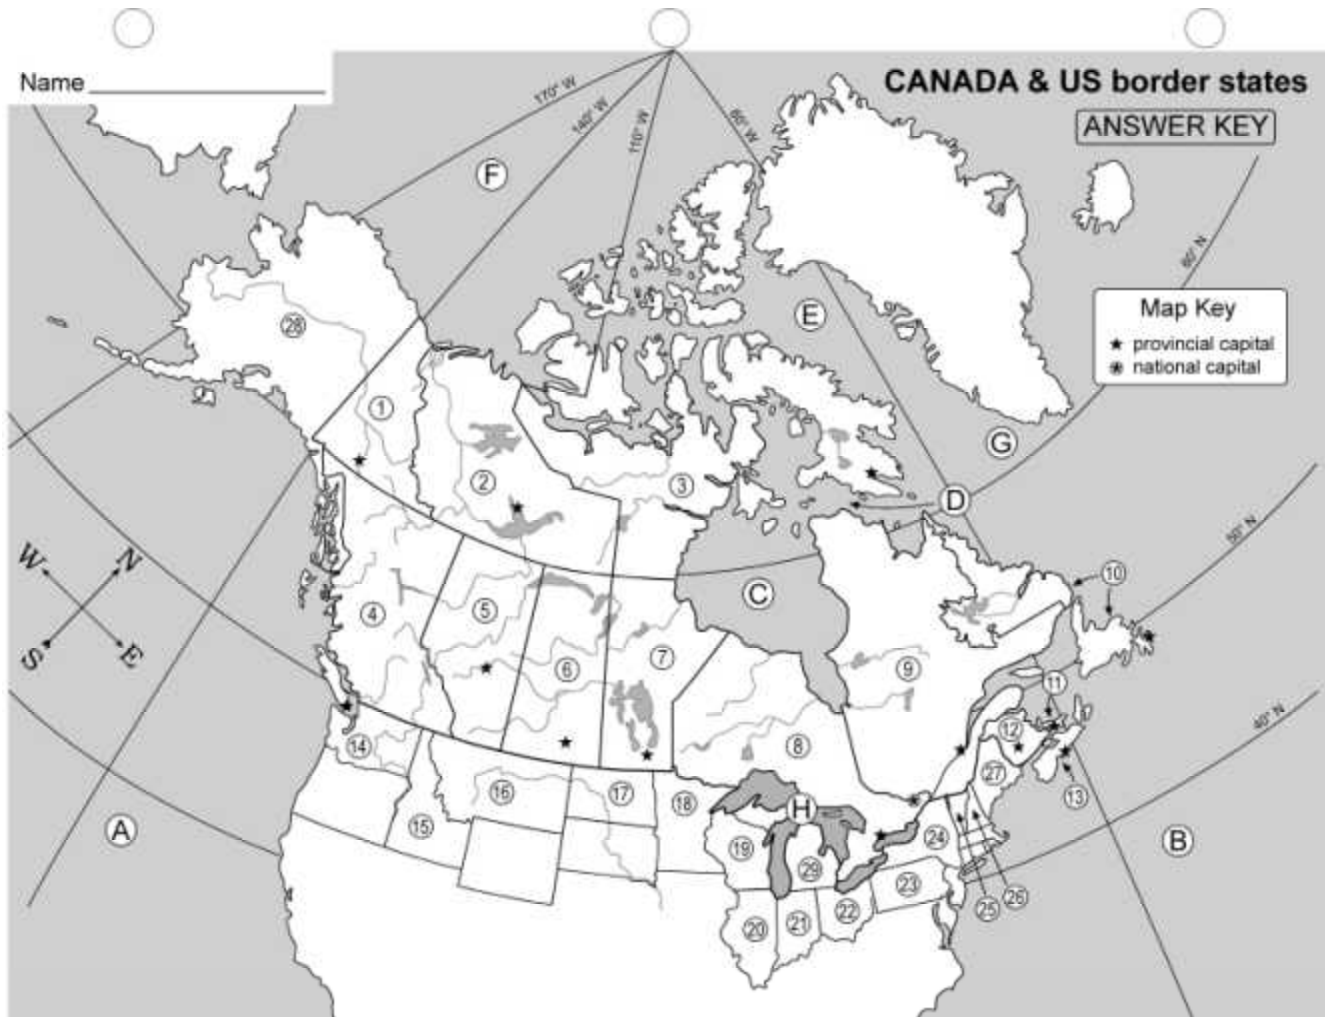 Name
CANADA & US border states
ANSWER KEY
170° W
140° W
110° W
60° W
60° N
F
Map Key
provincial capital
national capital
E
28
1
G
2
3
D
50° N
W
N
S
E
C
10
4
5
6
7
9
11
12
8
14
27
13
40° N
16
17
18
H
15
19
24
A
B
29
23
25
26
20
21
22